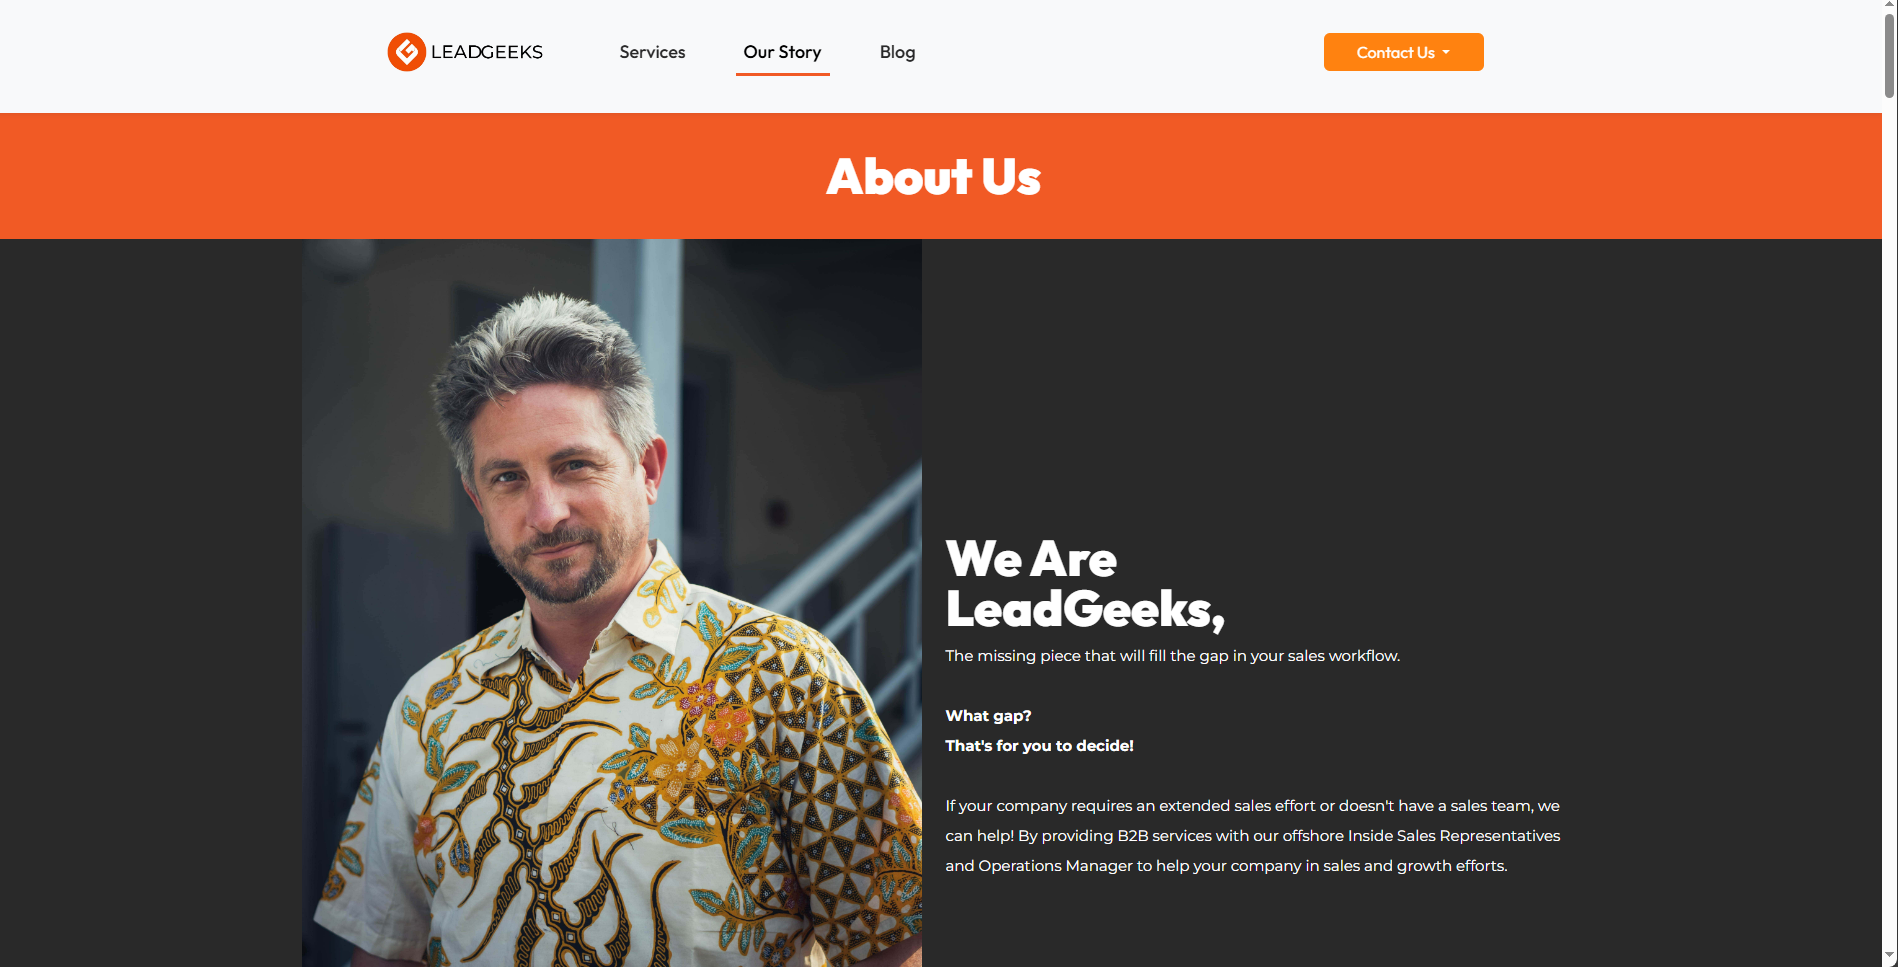 LEADGEEKS
Services
Our Story
Blog
Contact Us
About Us
We Are
LeadGeeks,
The missing piece that will fill the gap in your sales workflow.
What gap?
That's for you to decide!
If your company requires an extended sales effort or doesn't have a sales team, we
can help! By providing B2B services with our offshore Inside Sales Representatives
and Operations Manager to help your company in sales and growth efforts.